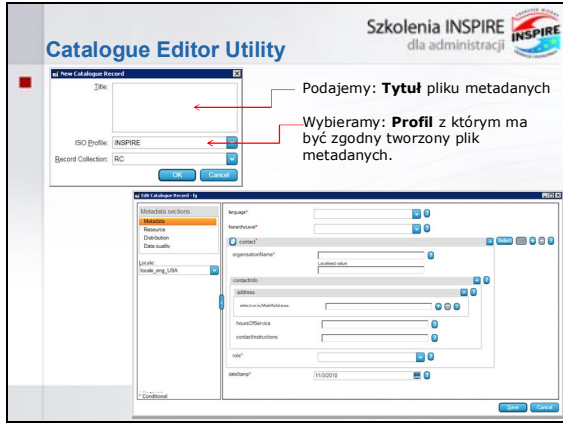 Szkolenia INSPIRE
dla administracji
INSPIRE
Catalogue Editor Utility
New Catalogue Record
Title:
ISO Profile: INSPIRE
Record Collection: RC
OK Cancel
Podajemy: Tytuł pliku metadanych
Wybieramy: Profil z którym ma
być zgodny tworzony plik
metadanych.
Edit Catalogue Record - fg
Metadata sections
Metadata
Resource
Distribution
Data quality
Locale:
locale_eng_USA
* Conditional
language*
hierarchyLevel*
contact*
Select
organisationName*
Localised value
contactInfo
address
electronicMailAddress
hoursOfService
contactInstructions
role*
dateStamp*
11/3/2010
Save Cancel